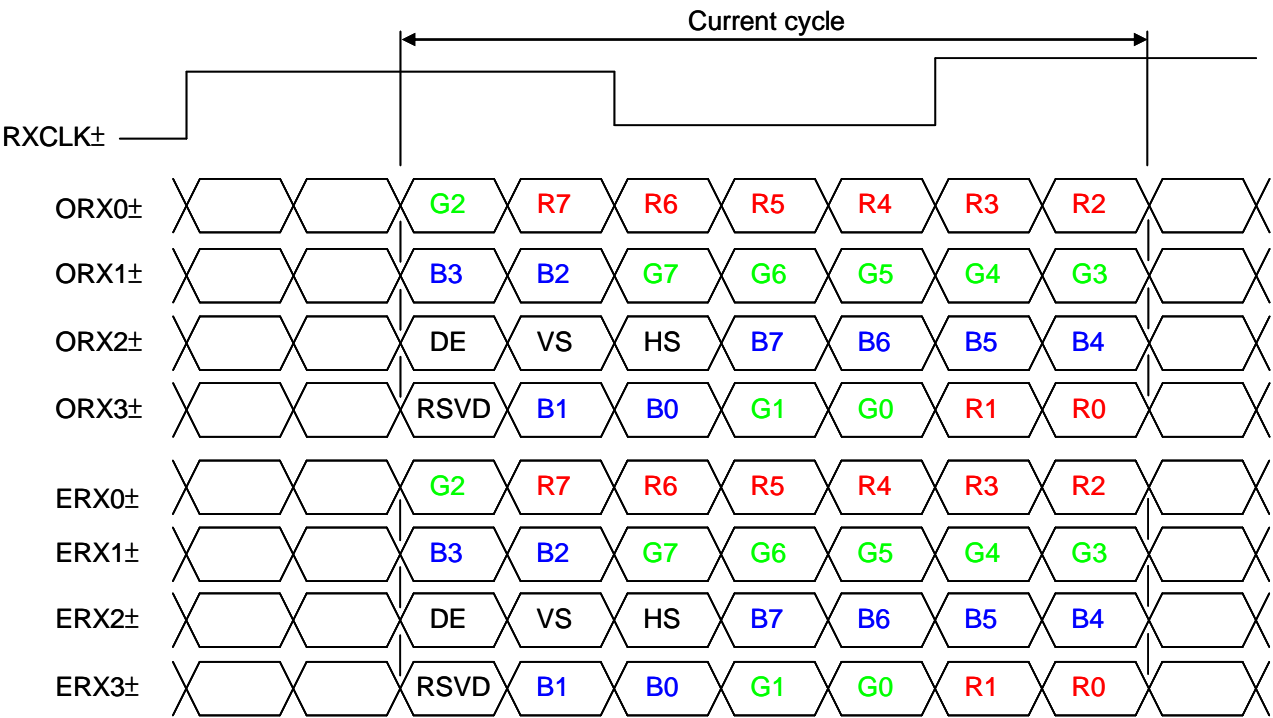 Current cycle
RXCLK±
ORX0± G2 R7 R6 R5 R4 R3 R2
ORX1± B3 B2 G7 G6 G5 G4 G3
ORX2± DE VS HS B7 B6 B5 B4
ORX3± RSVD B1 B0 G1 G0 R1 R0
ERX0± G2 R7 R6 R5 R4 R3 R2
ERX1± B3 B2 G7 G6 G5 G4 G3
ERX2± DE VS HS B7 B6 B5 B4
ERX3± RSVD B1 B0 G1 G0 R1 R0